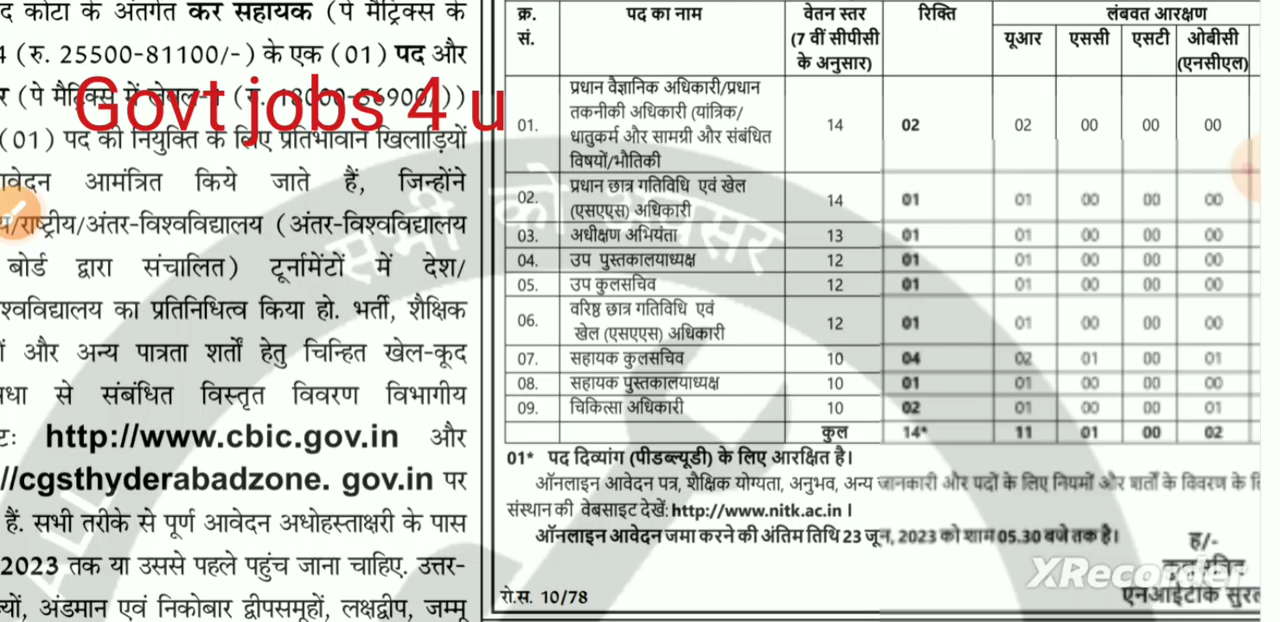 द कोटा के अंतर्गत कर सहायक (पे मैट्रिक्स के
4 (रु. 25500-81100/-) के एक (01) पद और
र (पे मैट्रिक्स में
Govt jobs 4 u
(01) पद की नियुक्ति के लिए प्रतिभावान खिलाड़ियों
आमंत्रित किये जाते हैं, जिन्होंने
/राष्ट्रीय/अंतर-विश्वविद्यालय (अंतर-विश्वविद्यालय
बोर्ड द्वारा संचालित) टूर्नामेंटों में देश/
श्वविद्यालय का प्रतिनिधित्व किया हो. भर्ती, शैक्षिक
और अन्य पात्रता शर्तों हेतु चिन्हित खेल-कूद
से संबंधित विस्तृत विवरण विभागीय
http://www.cbic.gov.in और
//cgsthyderabadzone. gov.in पर
हैं. सभी तरीके से पूर्ण आवेदन अधोहस्ताक्षरी के पास
2023 तक या उससे पहले पहुंच जाना चाहिए. उत्तर-
अंडमान एवं निकोबार द्वीपसमूहों, लक्षद्वीप, जम्मू
सभी को अवसर
क्र. सं. पद का नाम वेतन स्तर (7 वीं सीपीसी के अनुसार) रिक्ति लंबवत आरक्षण
यूआर एससी एसटी ओबीसी (एनसीएल)
01. प्रधान वैज्ञानिक अधिकारी/प्रधान
तकनीकी अधिकारी (यांत्रिक/
धातुकर्म और सामग्री और संबंधित
विषयों/भौतिकी 14 02 02 00 00 00
02. प्रधान छात्र गतिविधि एवं खेल
(एसएएस) अधिकारी 14 01 01 00 00 00
03. अधीक्षण अभियंता 13 01 01 00 00 00
04. उप पुस्तकालयाध्यक्ष 12 01 01 00 00 00
05. उप कुलसचिव 12 01 01 00 00 00
06. वरिष्ठ छात्र गतिविधि एवं
खेल (एसएएस) अधिकारी 12 01 01 00 00 00
07. सहायक कुलसचिव 10 04 02 01 00 01
08. सहायक पुस्तकालयाध्यक्ष 10 01 01 00 00 00
09. चिकित्सा अधिकारी 10 02 01 00 00 01
कुल 14* 11 01 00 02
01* पद दिव्यांग (पीडब्ल्यूडी) के लिए आरक्षित है।
ऑनलाइन आवेदन पत्र, शैक्षिक योग्यता, अनुभव, अन्य जानकारी और पदों के लिए नियमों और शर्तों के विवरण के
संस्थान की वेबसाइट देखें: http://www.nitk.ac.in ।
ऑनलाइन आवेदन जमा करने की अंतिम तिथि 23 जून, 2023 को शाम 05.30 बजे तक है।
ह/-
XRecorder
एनआईटीके सुरत
रो.स. 10/78